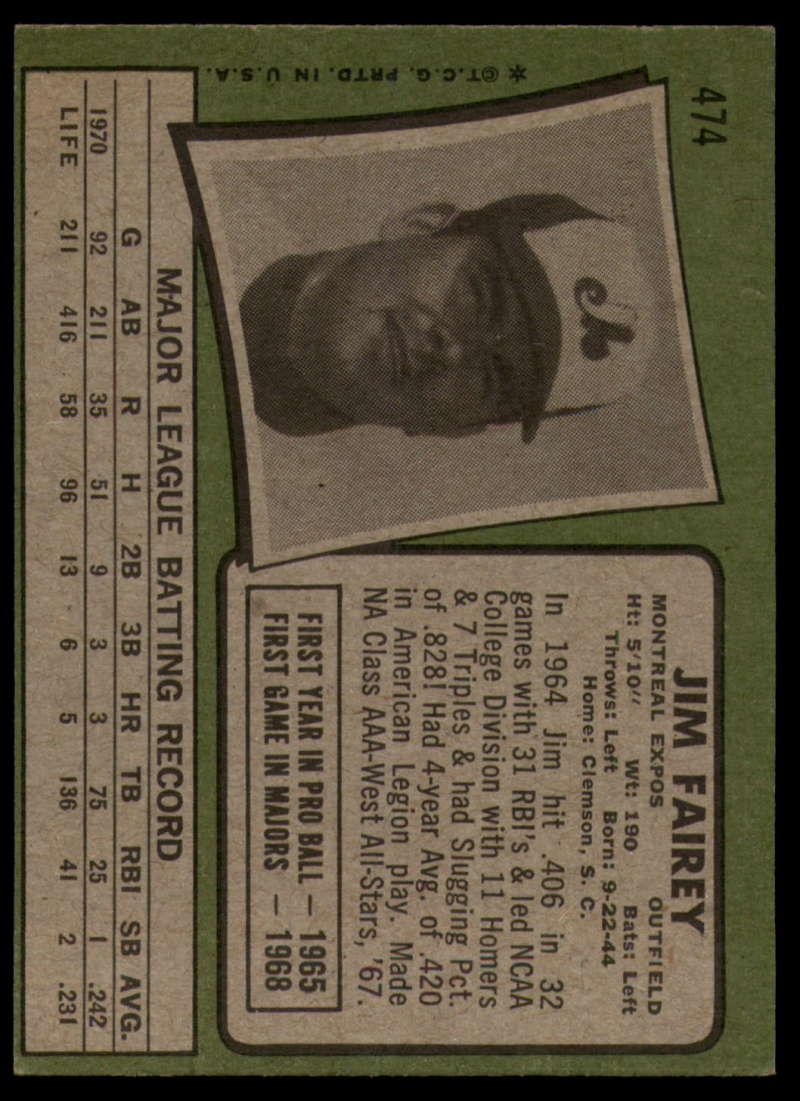 474
JIM FAIREY
MONTREAL EXPOS OUTFIELD
Ht: 5'10" Wt: 190 Bats: Left
Throws: Left Born: 9-22-44
Home: Clemson, S. C.
In 1964 Jim hit .406 in 32
games with 31 RBI's & led NCAA
College Division with 11 Homers
& 7 Triples & had Slugging Pct.
of .828! Had 4-year Avg. of .420
in American Legion play. Made
NA Class AAA-West All-Stars, '67.
FIRST YEAR IN PRO BALL — 1965
FIRST GAME IN MAJORS — 1968
MAJOR LEAGUE BATTING RECORD
G AB R H 2B 3B HR TB RBI SB AVG.
1970 92 211 35 51 9 3 3 75 25 1 .242
LIFE 211 416 58 96 13 6 5 136 41 2 .231
✻©T.C.G. PRTD. IN U.S.A.